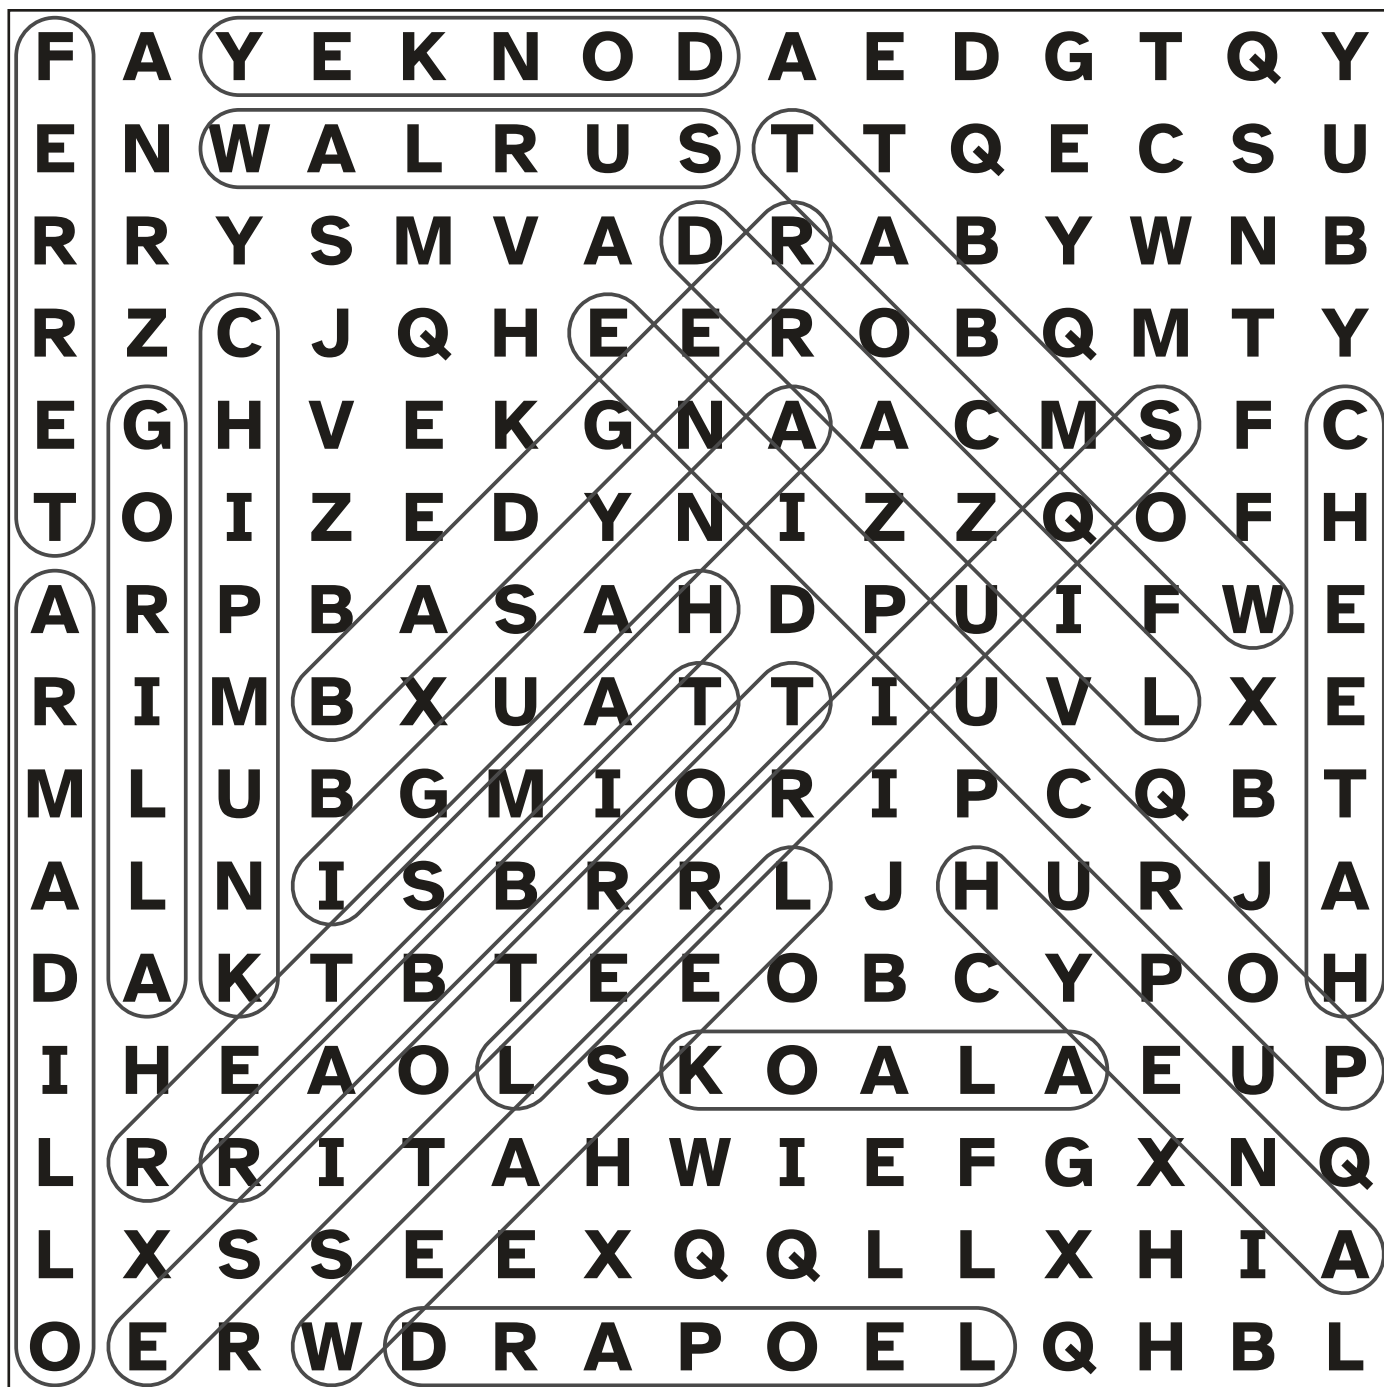 F A Y E K N O D A E D G T Q Y
E N W A L R U S T T Q E C S U
R R Y S M V A D R A B Y W N B
R Z C J Q H E E R O B Q M T Y
E G H V E K G N A A C M S F C
T O I Z E D Y N I Z Z Q O F H
A R P B A S A H D P U I F W E
R I M B X U A T T I U V L X E
M L U B G M I O R I P C Q B T
A L N I S B R R L J H U R J A
D A K T B T E E O B C Y P O H
I H E A O L S K O A L A E U P
L R R I T A H W I E F G X N Q
L X S S E E X Q Q L L X H I A
O E R W D R A P O E L Q H B L